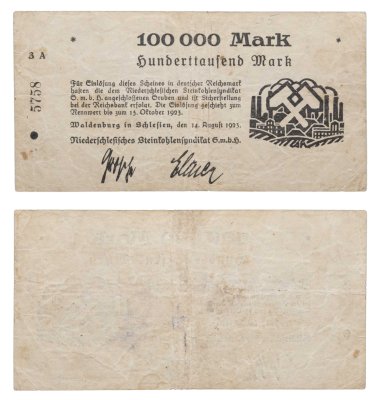 100 000 Mark
3 A
Hunderttausend Mark
5758
Für Einlösung dieses Scheines in deutscher Reichsmark
haften die dem Niederschlesischen Steinkohlensyndikat
G. m. b. H. angeschlossenen Gruben und ist Sicherstellung
bei der Reichsbank erfolgt. Die Einlösung geschieht zum
Nennwert bis zum 15. Oktober 1923.
Waldenburg in Schlesien, den 14. August 1923.
Niederschlesisches Steinkohlensyndikat G.m.b.H.